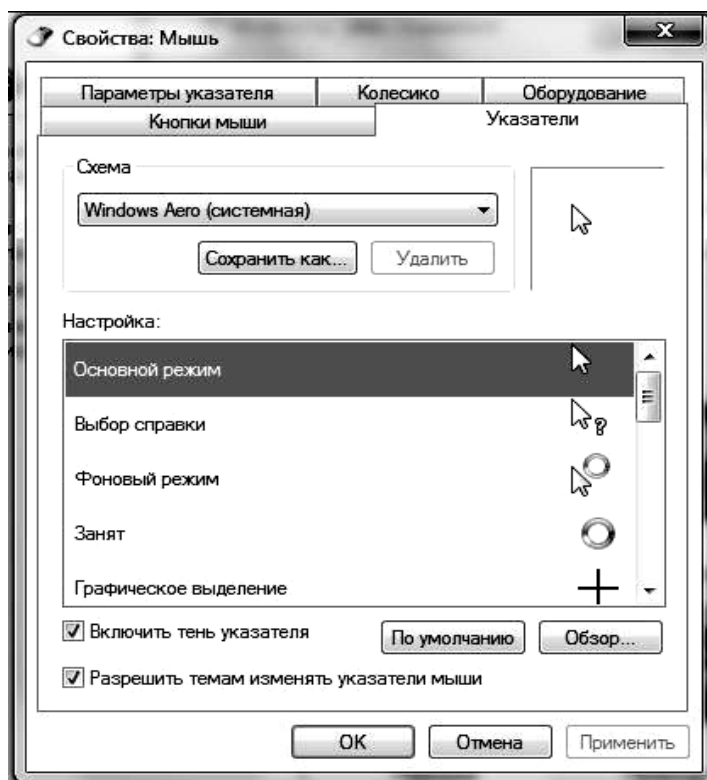 Свойства: Мышь
Параметры указателя Колесико Оборудование
Кнопки мыши Указатели
Схема
Windows Aero (системная)
Сохранить как... Удалить
Настройка:
Основной режим
Выбор справки
Фоновый режим
Занят
Графическое выделение
Включить тень указателя По умолчанию Обзор...
Разрешить темам изменять указатели мыши
OK Отмена Применить